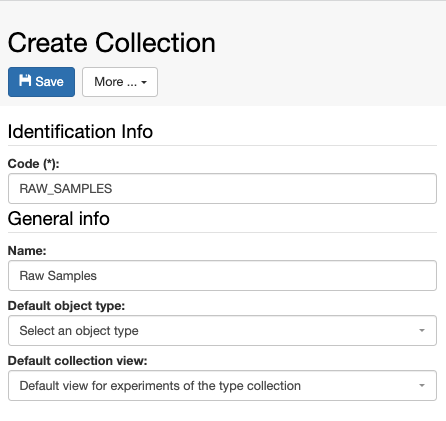 Create Collection
Save More ...
Identification Info
Code (*):
RAW_SAMPLES
General info
Name:
Raw Samples
Default object type:
Select an object type
Default collection view:
Default view for experiments of the type collection